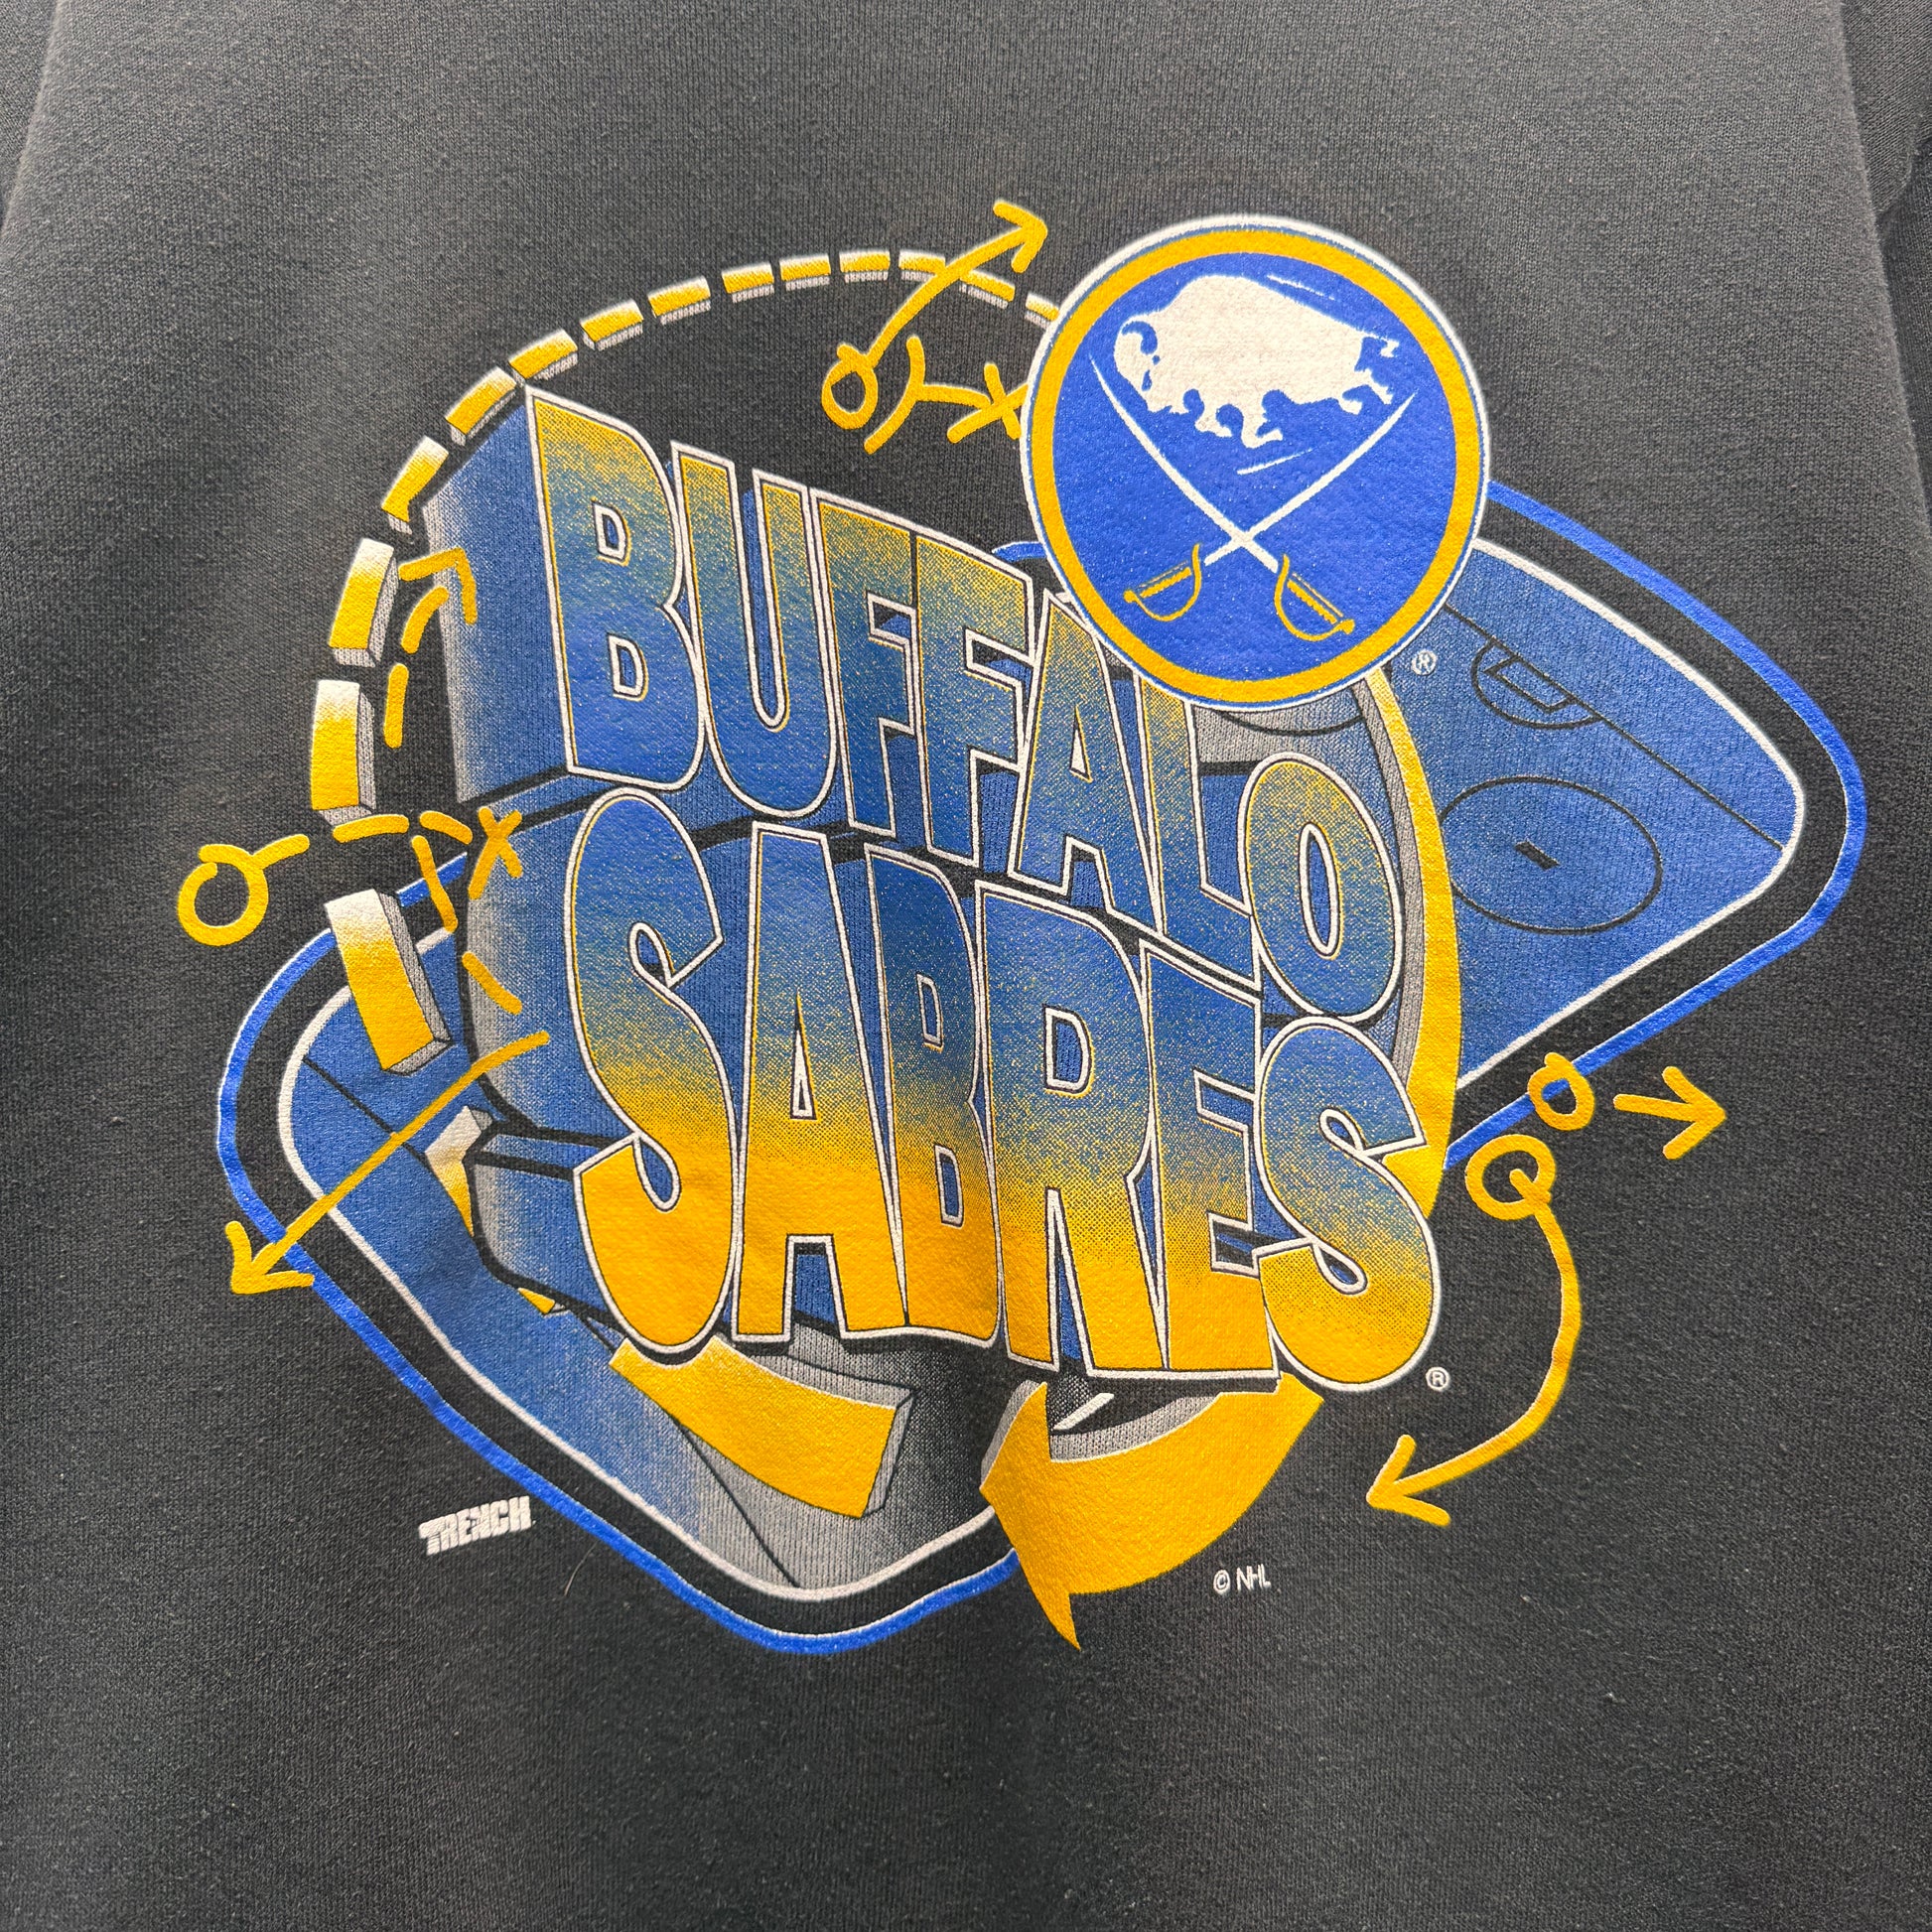 BUFFALO
®
SABRES
®
TRENCH
© NHL